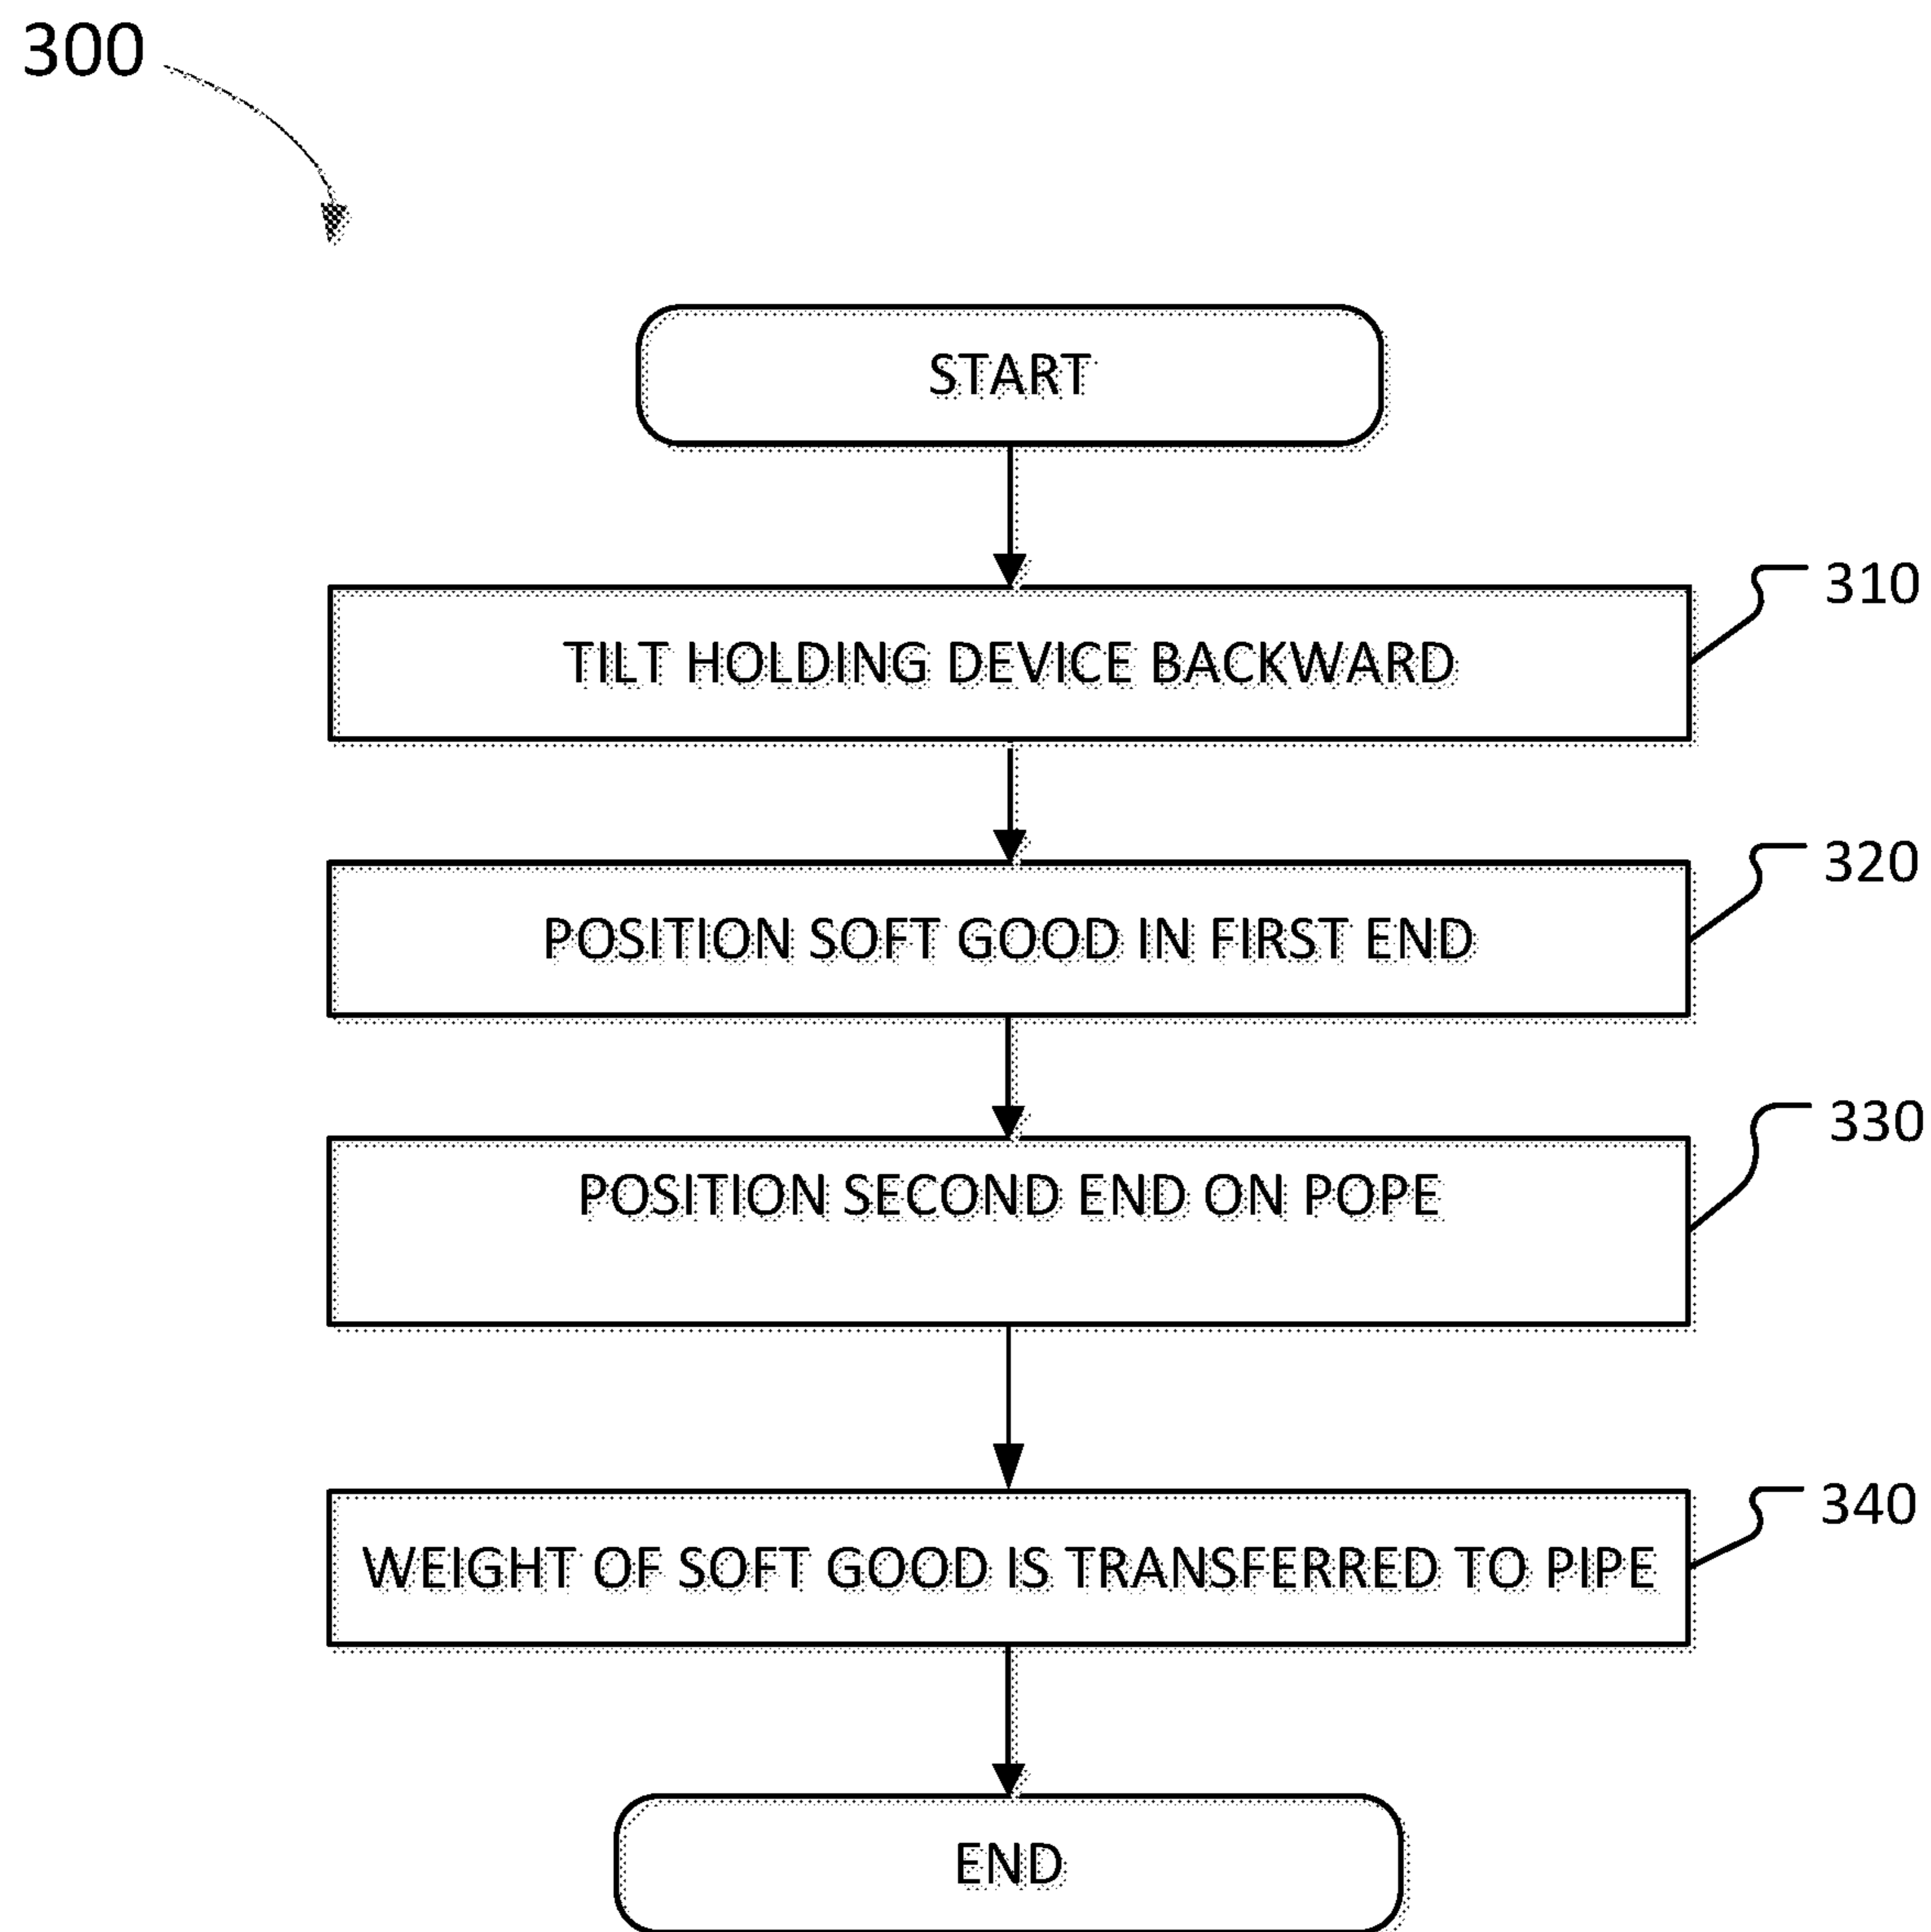 300
START
310
TILT HOLDING DEVICE BACKWARD
320
POSITION SOFT GOOD IN FIRST END
330
POSITION SECOND END ON POPE
340
WEIGHT OF SOFT GOOD IS TRANSFERRED TO PIPE
END